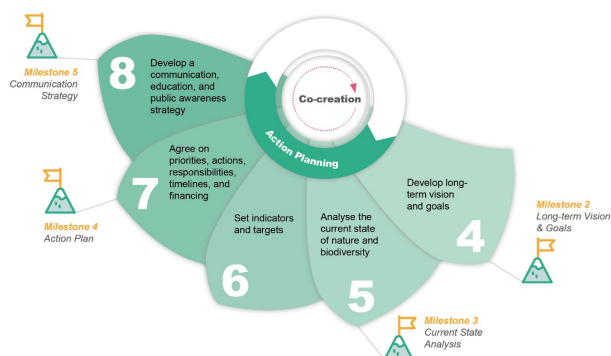 Milestone 5
Communication
Strategy
8
Develop a
communication,
education, and
public awareness
strategy
Co-creation
Action Planning
Milestone 4
Action Plan
7
Agree on
priorities, actions,
responsibilities,
timelines, and
financing
6
Set indicators
and targets
5
Analyse the
current state
of nature and
biodiversity
4
Develop long-
term vision
and goals
Milestone 2
Long-term Vision
& Goals
Milestone 3
Current State
Analysis